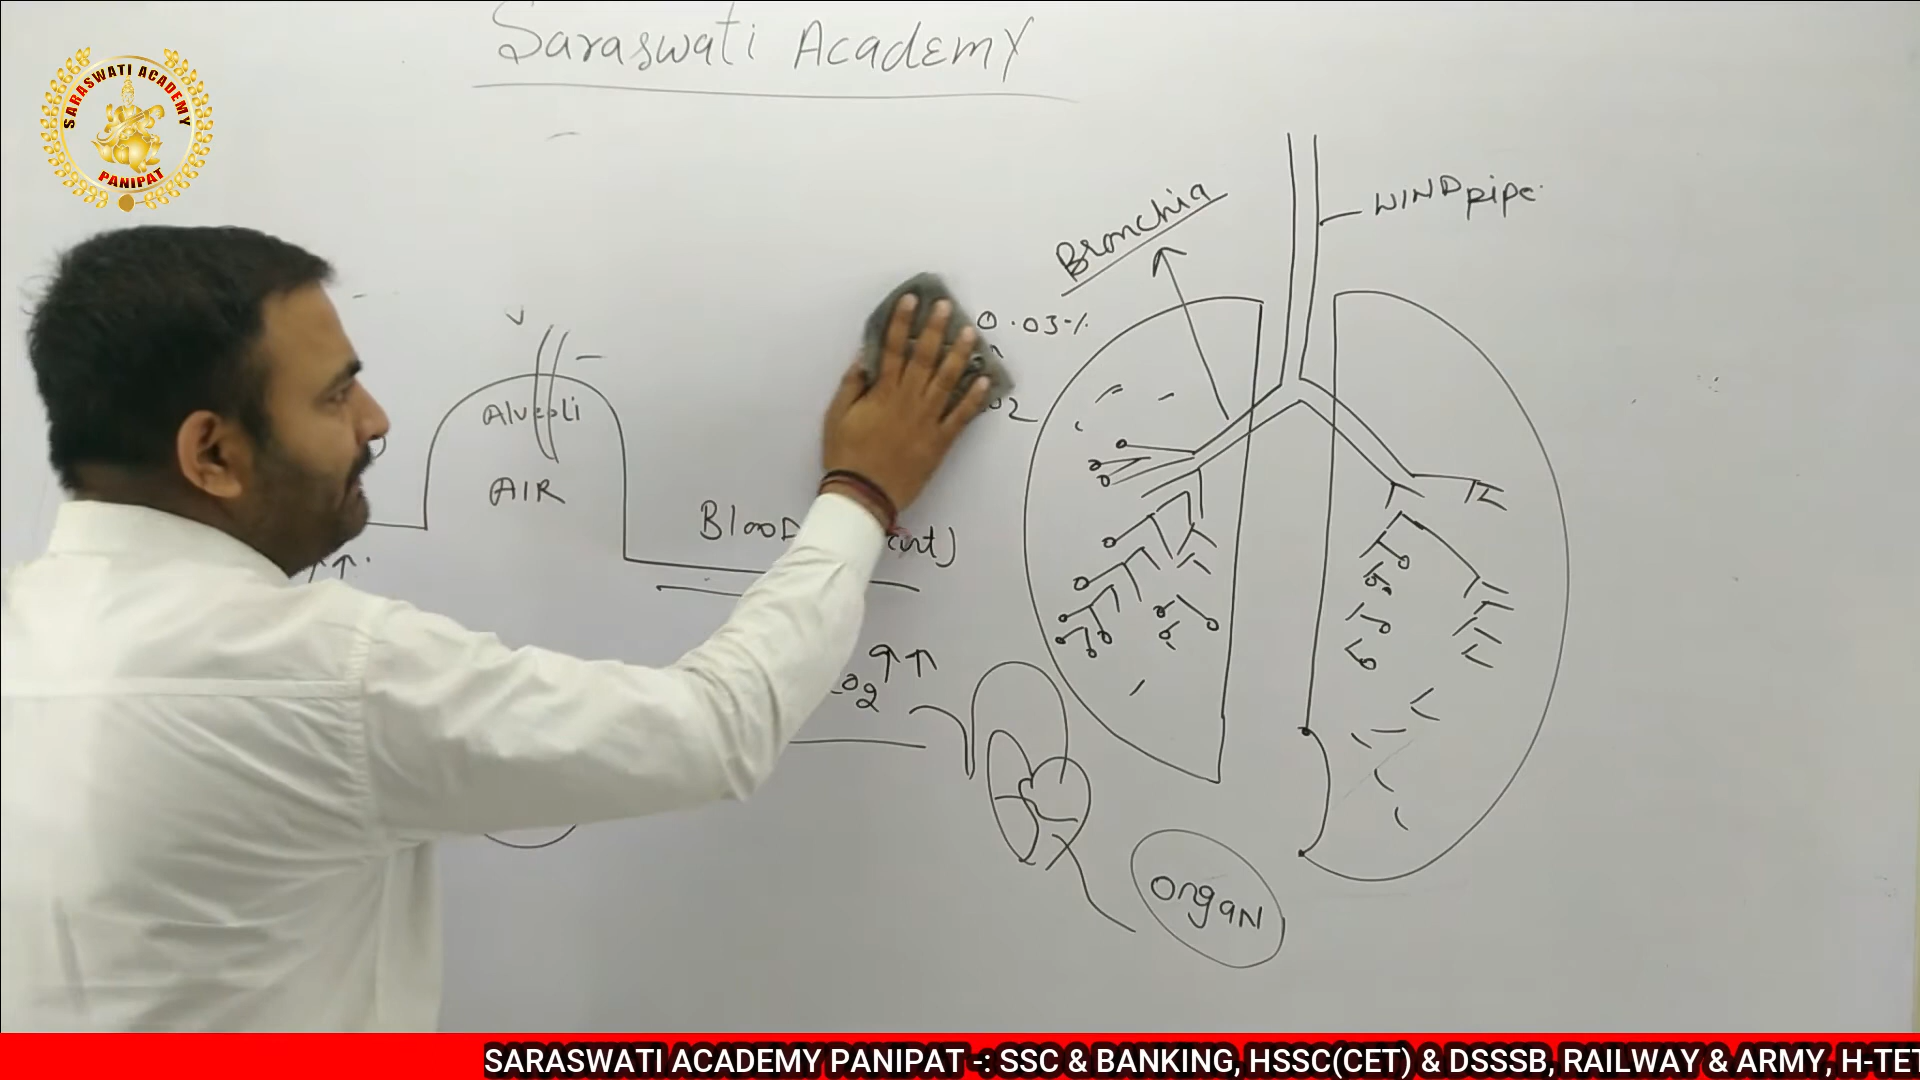 Saraswati Academy
SARASWATI ACADEMY
PANIPAT
WINDpipe
Bronchia
0.03%
Alveoli
AIR
Blood
organ
SARASWATI ACADEMY PANIPAT -: SSC & BANKING, HSSC(CET) & DSSSB, RAILWAY & ARMY, H-TET